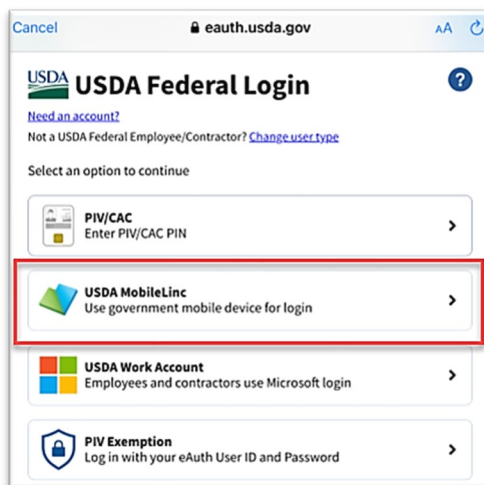 Cancel eauth.usda.gov AA
USDA USDA Federal Login ?
Need an account?
Not a USDA Federal Employee/Contractor? Change user type
Select an option to continue
PIV/CAC
Enter PIV/CAC PIN
USDA MobileLinc
Use government mobile device for login
USDA Work Account
Employees and contractors use Microsoft login
PIV Exemption
Log in with your eAuth User ID and Password